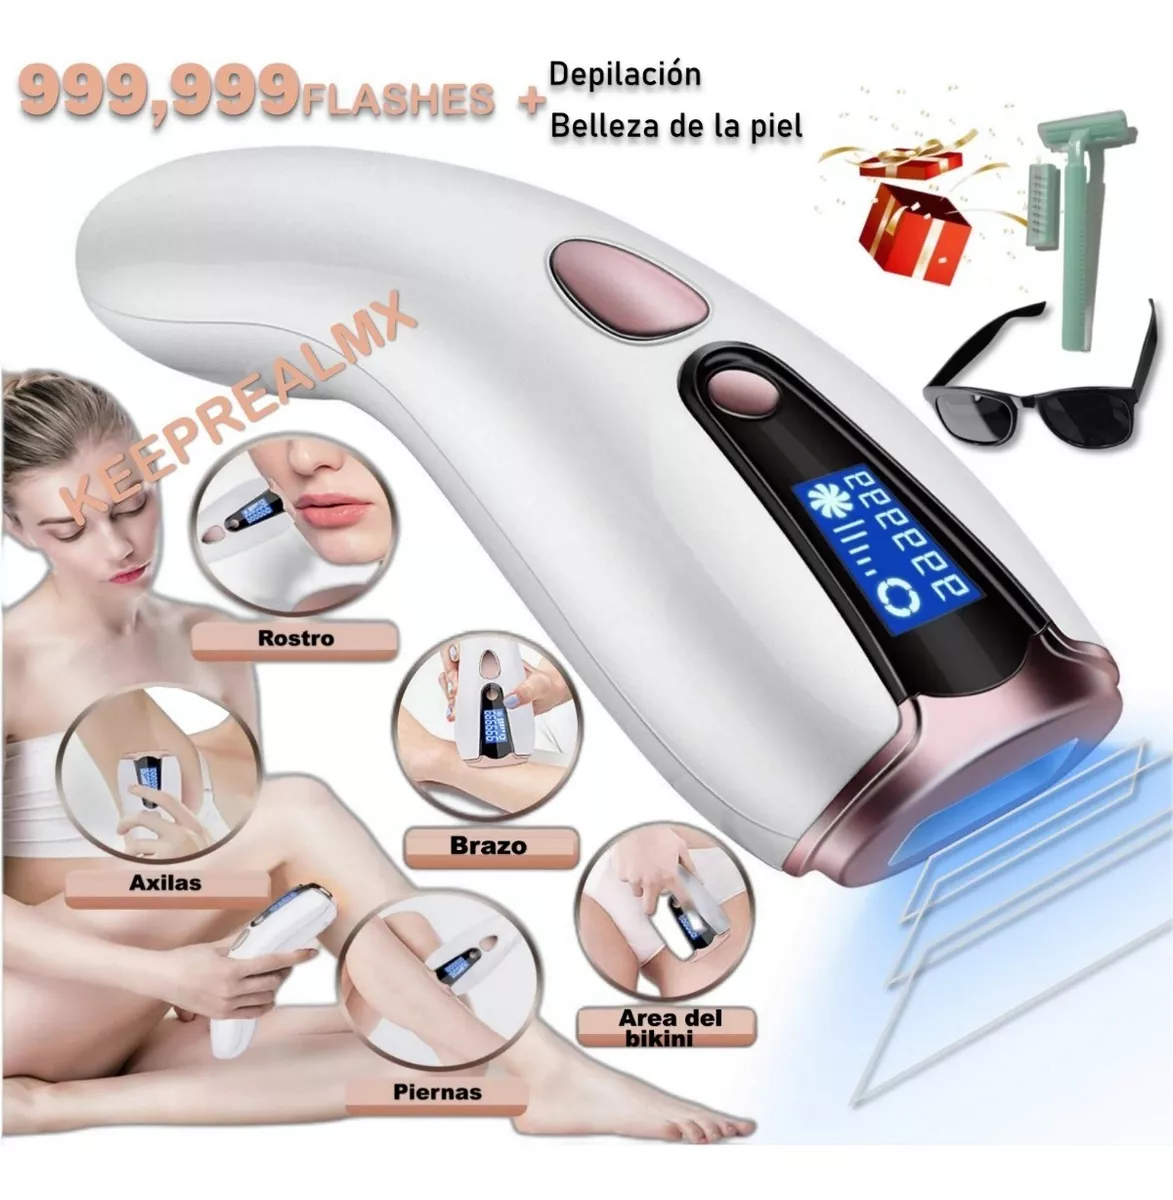 999,999FLASHES + Depilación
Belleza de la piel
KEEPREALMX
Rostro
Brazo
Axilas
Area del
bikini
Piernas